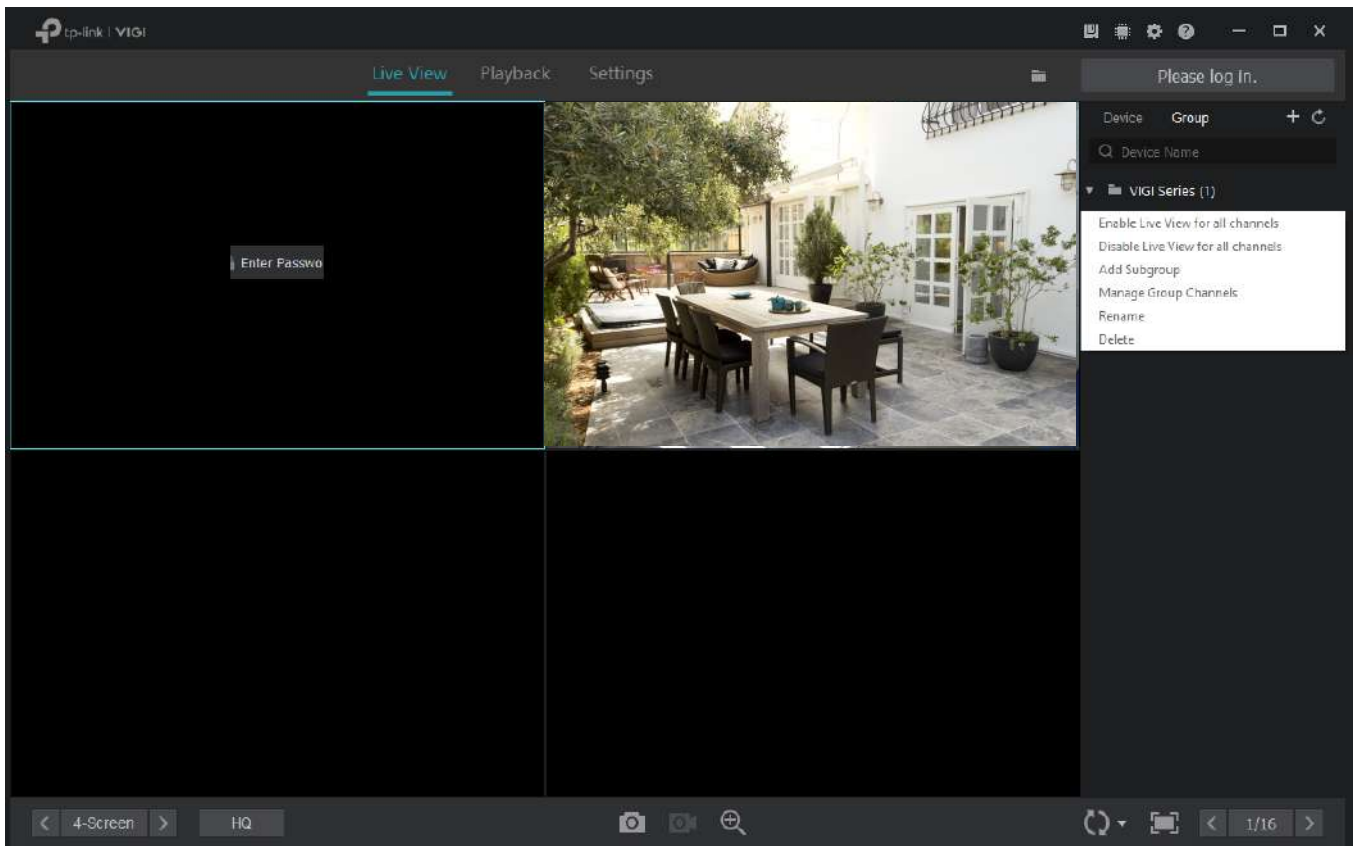 tp-link | VIGI
Live View Playback Settings
Please log in.
Device Group
Device Name
VIGI Series (1)
Enable Live View for all channels
Disable Live View for all channels
Add Subgroup
Manage Group Channels
Rename
Delete
Enter Passwo
4-Screen HQ 1/16